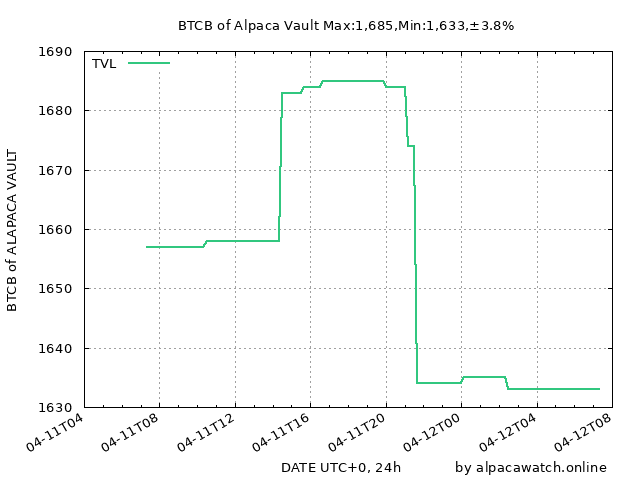 BTCB of Alpaca Vault Max:1,685,Min:1,633,±3.8%
TVL
1690
1680
1670
1660
1650
1640
1630
BTCB of ALAPACA VAULT
04-11T04
04-11T08
04-11T12
04-11T16
04-11T20
04-12T00
04-12T04
04-12T08
DATE UTC+0, 24h
by alpacawatch.online